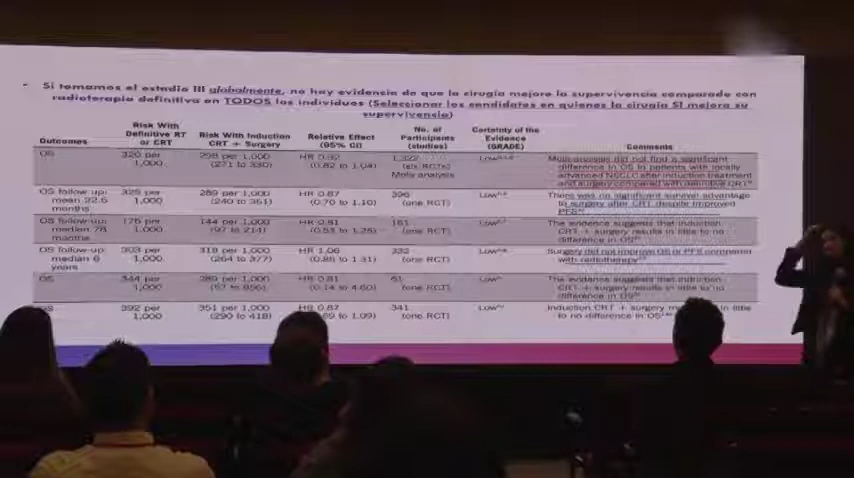 - Si tomamos el estadio III globalmente, no hay evidencia de que la cirugía mejore la supervivencia comparade con
radioterapia definitiva en TODOS los individuos (Seleccionar los candidatos en quienes la cirugía SI mejora su
supervivencia)
Outcomes Risk With Definitive RT or CRT Risk With Induction CRT + Surgery Relative Effect (95% CI) No. of Participants (studies) Certainty of the Evidence (GRADE) Comments
OS 320 per 1,000 298 per 1,000 (271 to 330) HR 0.92 (0.82 to 1.04) 1,322 (six RCTs) Low Meta-analysis did not find a significant difference in OS in patients with locally advanced NSCLC after induction treatment and surgery compared with definitive CRT
OS follow-up: mean 22.5 months 325 per 1,000 289 per 1,000 (240 to 351) HR 0.87 (0.70 to 1.10) 396 (one RCT) Low There was no significant survival advantage to surgery after CRT despite improved PFS
OS follow-up: median 78 months 176 per 1,000 144 per 1,000 (97 to 214) HR 0.81 161 (one RCT) Low The evidence suggests that induction CRT + surgery results in little to no difference in OS
OS follow-up: median 6 years 303 per 1,000 318 per 1,000 (264 to 377) HR 1.06 (0.85 to 1.31) 332 (one RCT) Low Surgery did not improve OS or PFS compared with radiotherapy
OS 344 per 1,000 289 per 1,000 HR 0.81 (0.14 to 4.60) 61 (one RCT) Low The evidence suggests that induction CRT + surgery results in little to no difference in OS
392 per 1,000 351 per 1,000 (290 to 418) HR 0.87 to 1.09) 341 (one RCT) Low Induction CRT + surgery in little to no difference in OS